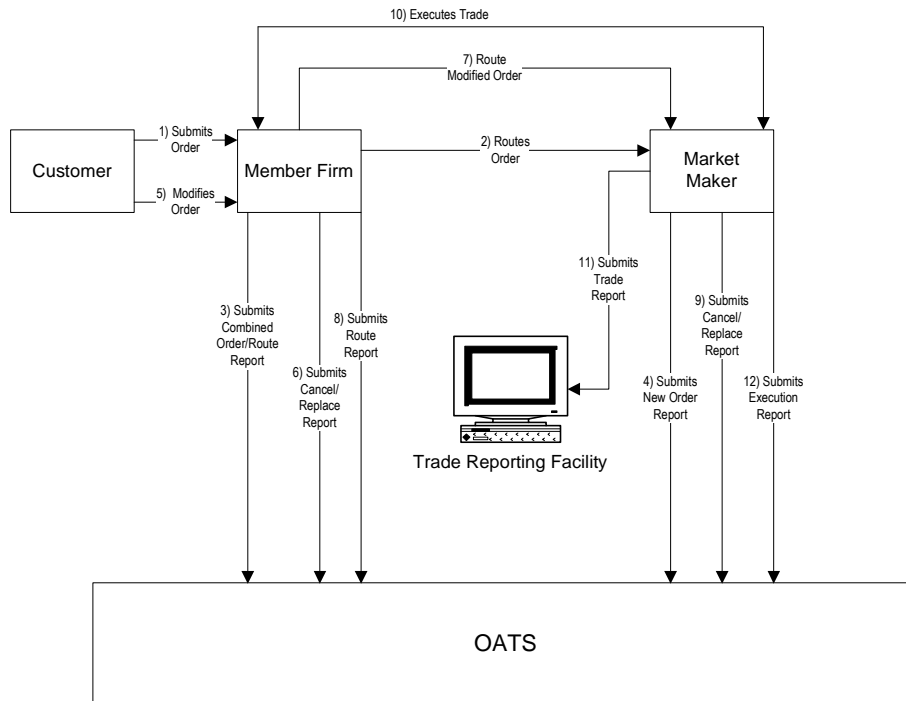 10) Executes Trade
7) Route
Modified Order
1) Submits
Order
2) Routes
Order
Customer
Member Firm
Market
Maker
5) Modifies
Order
11) Submits
Trade
Report
3) Submits
Combined
Order/Route
Report
8) Submits
Route
Report
9) Submits
Cancel/
Replace
Report
6) Submits
Cancel/
Replace
Report
4) Submits
New Order
Report
12) Submits
Execution
Report
Trade Reporting Facility
OATS